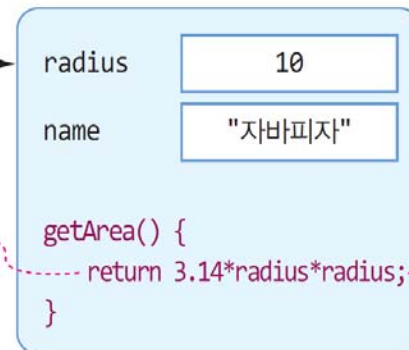 radius 10
name "자바피자"
getArea() {
return 3.14*radius*radius;
}